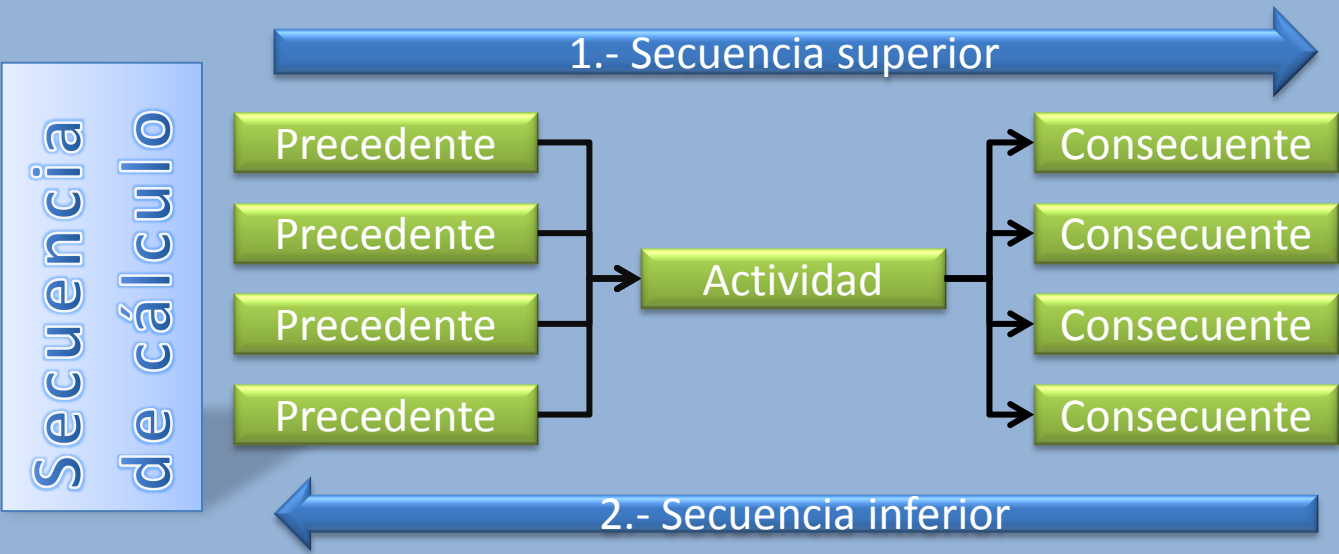 Secuencia
de cálculo
1.- Secuencia superior
Precedente
Precedente
Precedente
Precedente
Actividad
Consecuente
Consecuente
Consecuente
Consecuente
2.- Secuencia inferior